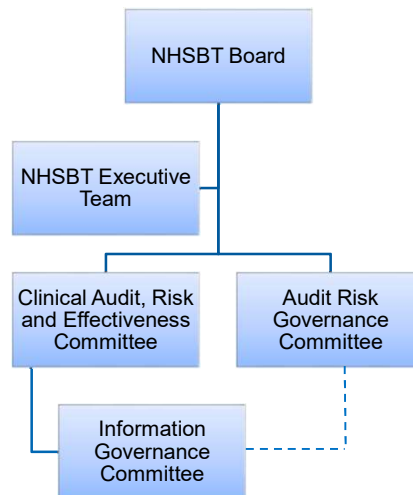 NHSBT Board
NHSBT Executive
Team
Clinical Audit, Risk
and Effectiveness
Committee
Audit Risk
Governance
Committee
Information
Governance
Committee